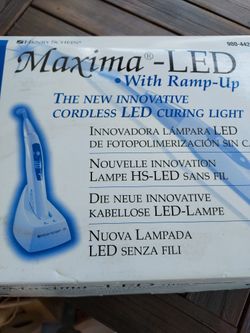 HENRY SCHEIN®
900-442
Maxima®-LED
• With Ramp-Up
THE NEW INNOVATIVE
CORDLESS LED CURING LIGHT
INNOVADORA LÁMPARA LED
DE FOTOPOLIMERIZACIÓN SIN C
NOUVELLE INNOVATION
LAMPE HS-LED SANS FIL
DIE NEUE INNOVATIVE
KABELLOSE LED-LAMPE
NUOVA LAMPADA
LED SENZA FILI